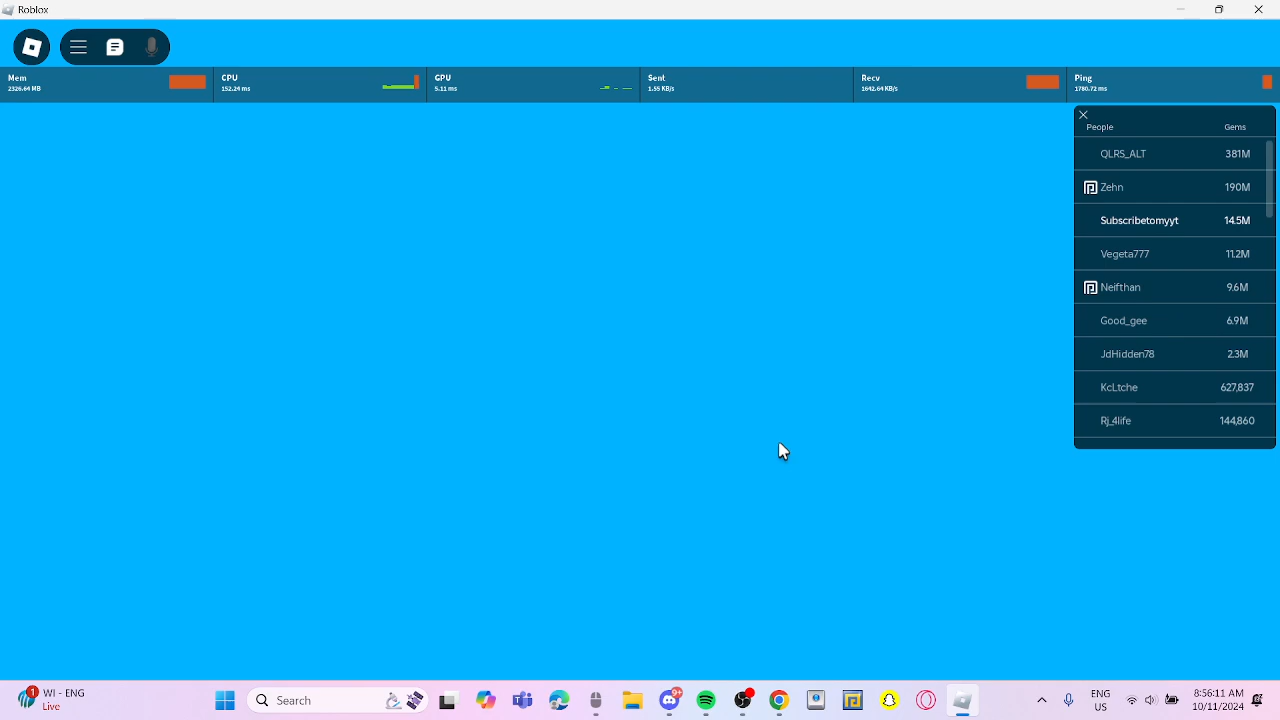 Roblox
Mem
2326.64 MB
CPU
152.24 ms
GPU
5.11 ms
Sent
1.55 KB/s
Recv
1642.64 KB/s
Ping
1780.72 ms
People Gems
QLRS_ALT 381M
Zehn 190M
Subscribetomyyt 14.5M
Vegeta777 11.2M
Neifthan 9.6M
Good_gee 6.9M
JdHidden78 2.3M
KcLtche 627,837
Rj_4life 144,860
1
WI - ENG
Live
Search
9+
ENG
US
8:56:11 AM
10/11/2024